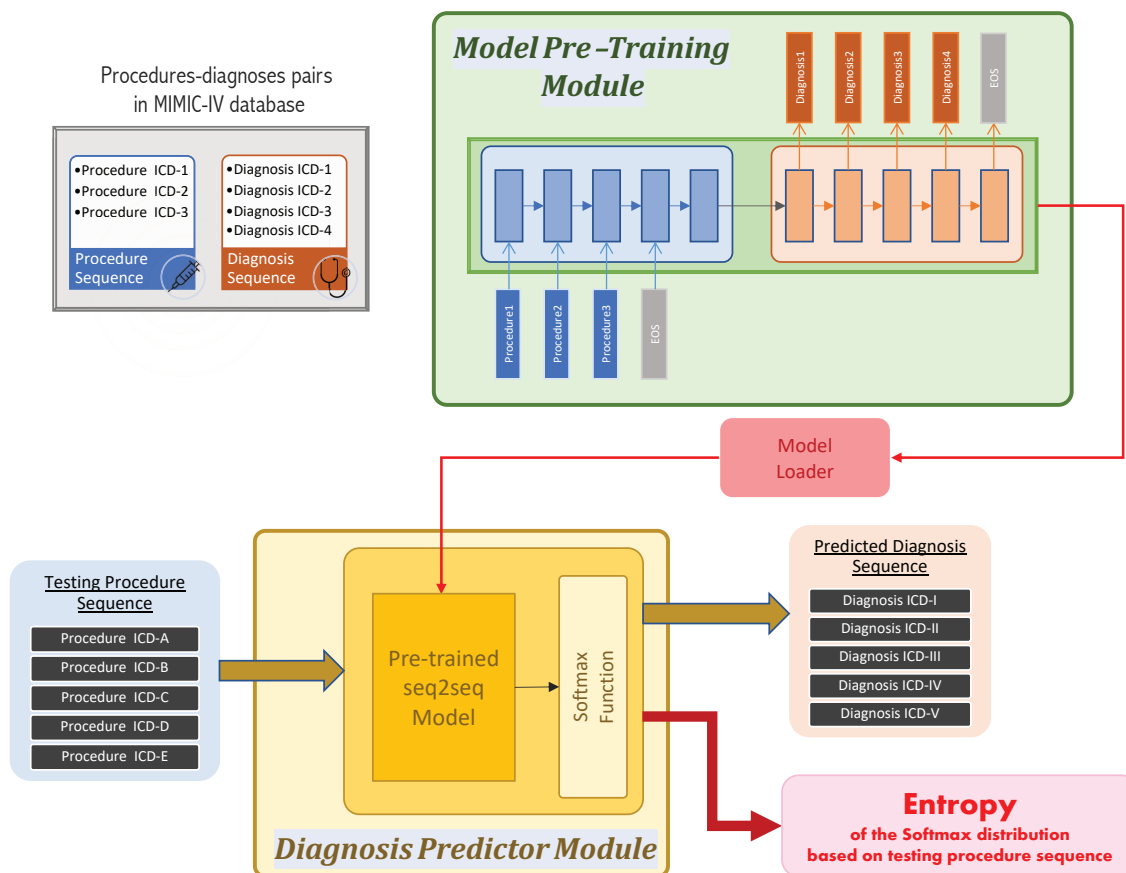 Procedures-diagnoses pairs
in MIMIC-IV database
•Procedure ICD-1
•Procedure ICD-2
•Procedure ICD-3
Procedure
Sequence
•Diagnosis ICD-1
•Diagnosis ICD-2
•Diagnosis ICD-3
•Diagnosis ICD-4
Diagnosis
Sequence
©
Model Pre–Training
Module
Diagnosis1
Diagnosis2
Diagnosis3
Diagnosis4
EOS
Procedure1
Procedure2
Procedure3
EOS
Model
Loader
Testing Procedure
Sequence
Procedure ICD-A
Procedure ICD-B
Procedure ICD-C
Procedure ICD-D
Procedure ICD-E
Pre-trained
seq2seq
Model
Softmax
Function
Diagnosis Predictor Module
Predicted Diagnosis
Sequence
Diagnosis ICD-I
Diagnosis ICD-II
Diagnosis ICD-III
Diagnosis ICD-IV
Diagnosis ICD-V
Entropy
of the Softmax distribution
based on testing procedure sequence